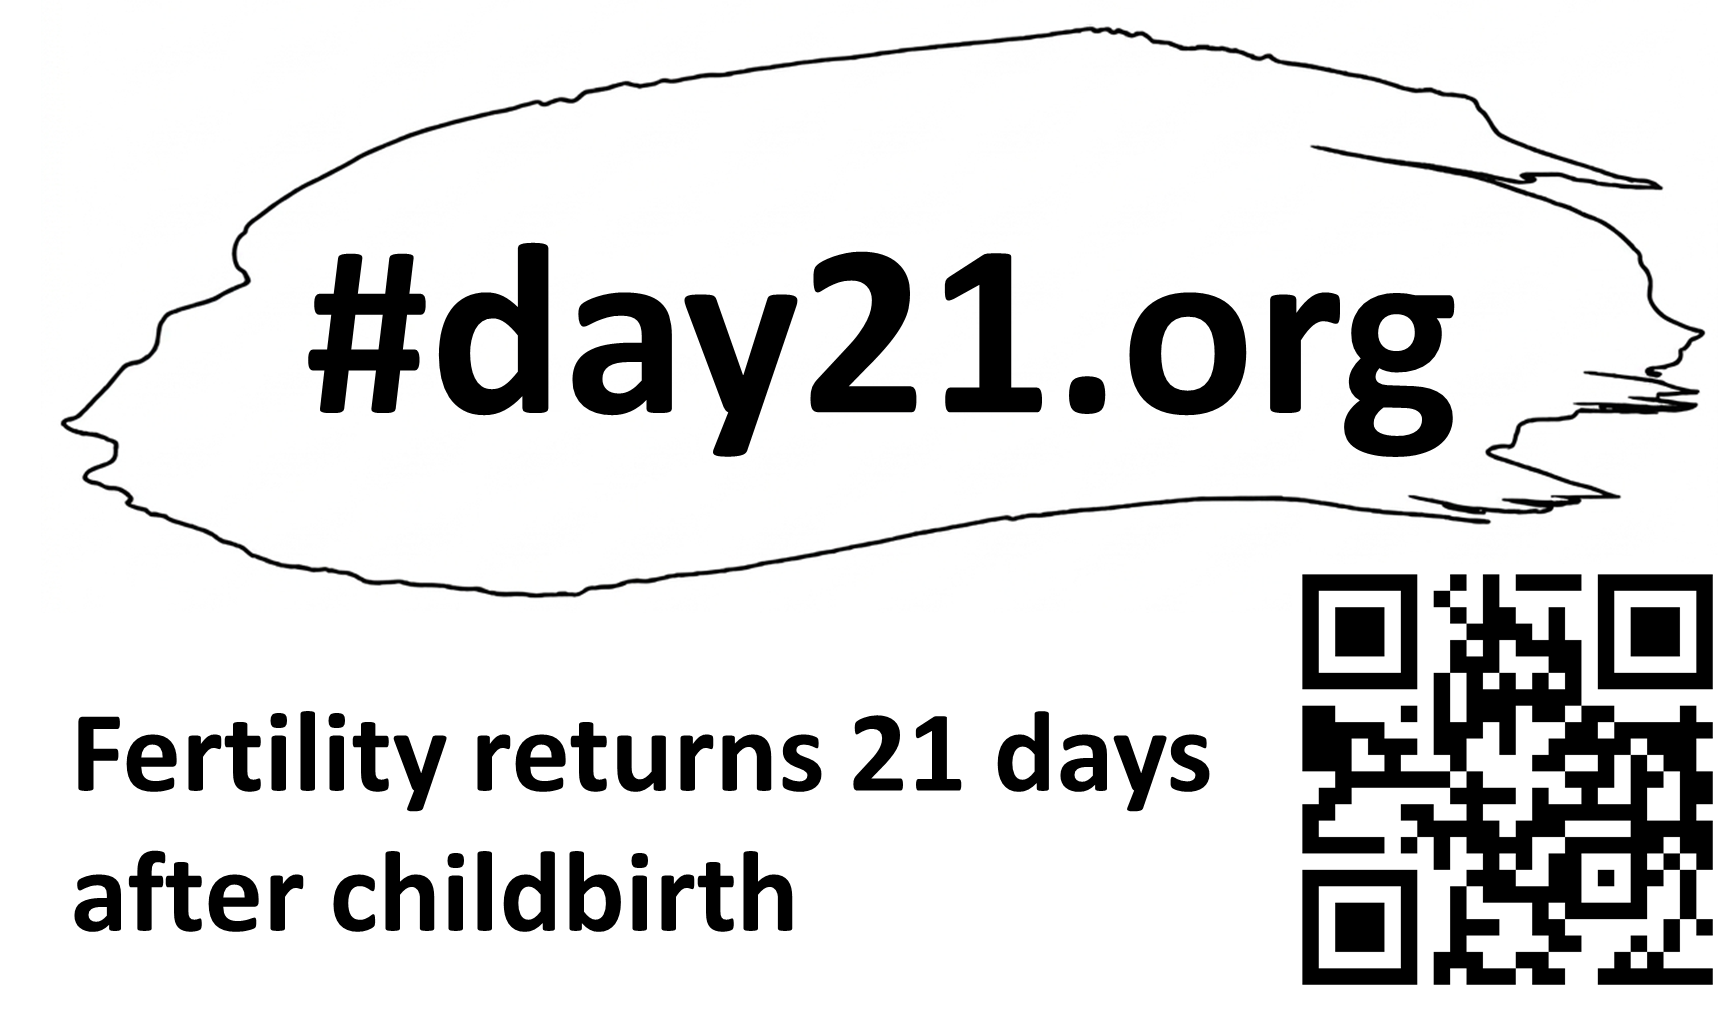 #day21.org
Fertility returns 21 days
after childbirth